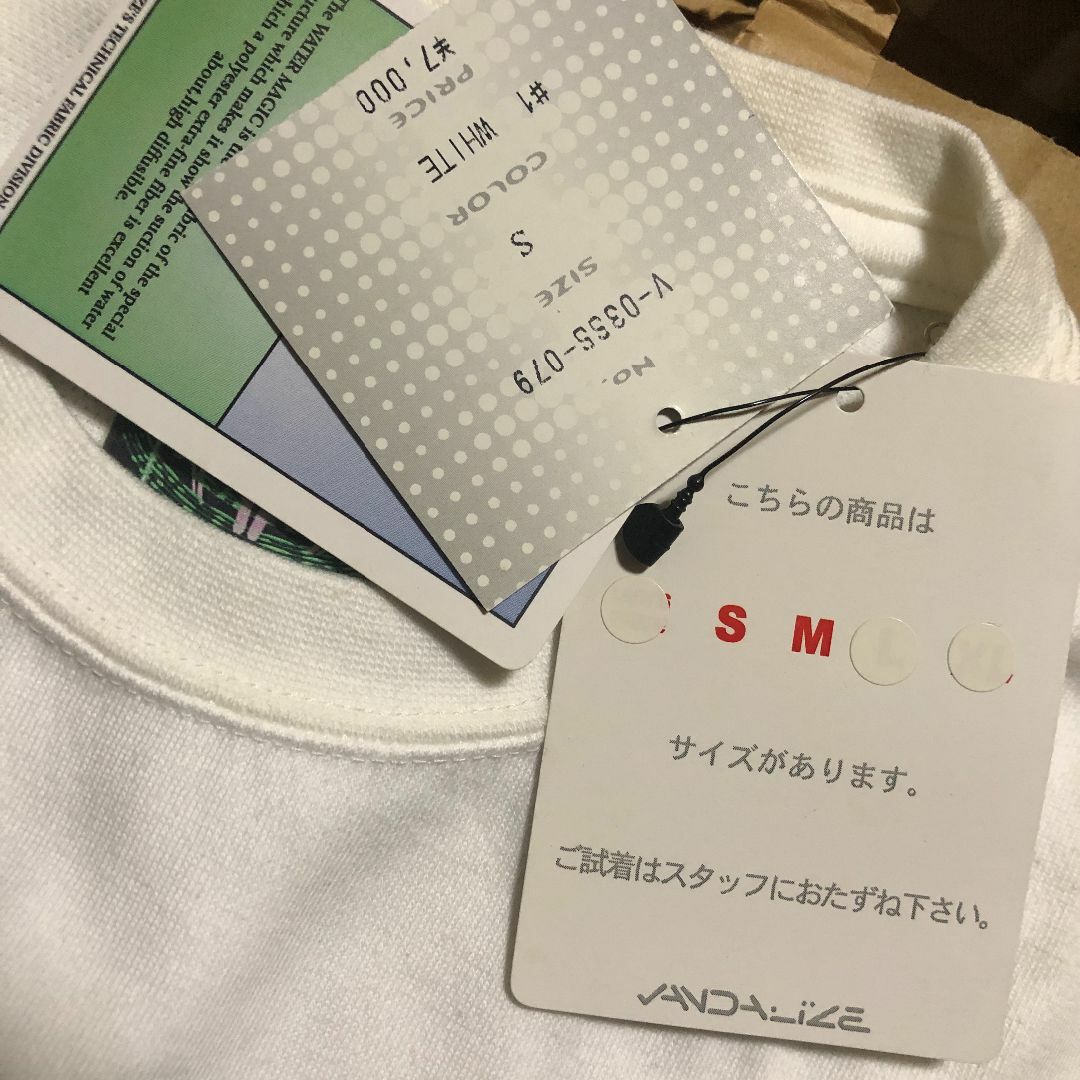 E'S TECHNICAL FABRIC DIVISION
The WATER MAGIC is the fabric of the special
ucture which makes it show the suction of water
which a polyester extra-fine fiber is excellent
about,high diffusible.
NO.
V-0355-079
SIZE
S
COLOR
#1 WHITE
PRICE
¥7,000
こちらの商品は
S M L
サイズがあります。
ご試着はスタッフにおたずね下さい。
VANDALIZE